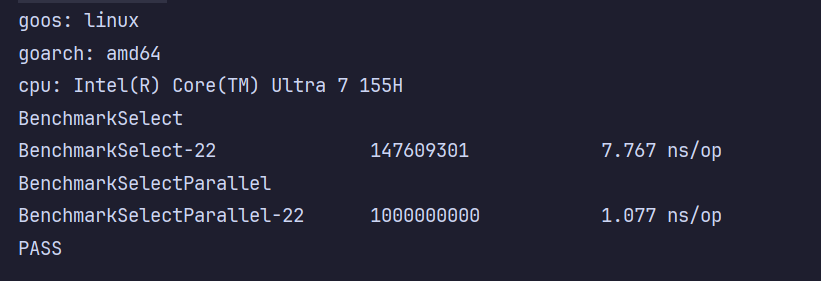 goos: linux
goarch: amd64
cpu: Intel(R) Core(TM) Ultra 7 155H
BenchmarkSelect
BenchmarkSelect-22 147609301 7.767 ns/op
BenchmarkSelectParallel
BenchmarkSelectParallel-22 1000000000 1.077 ns/op
PASS